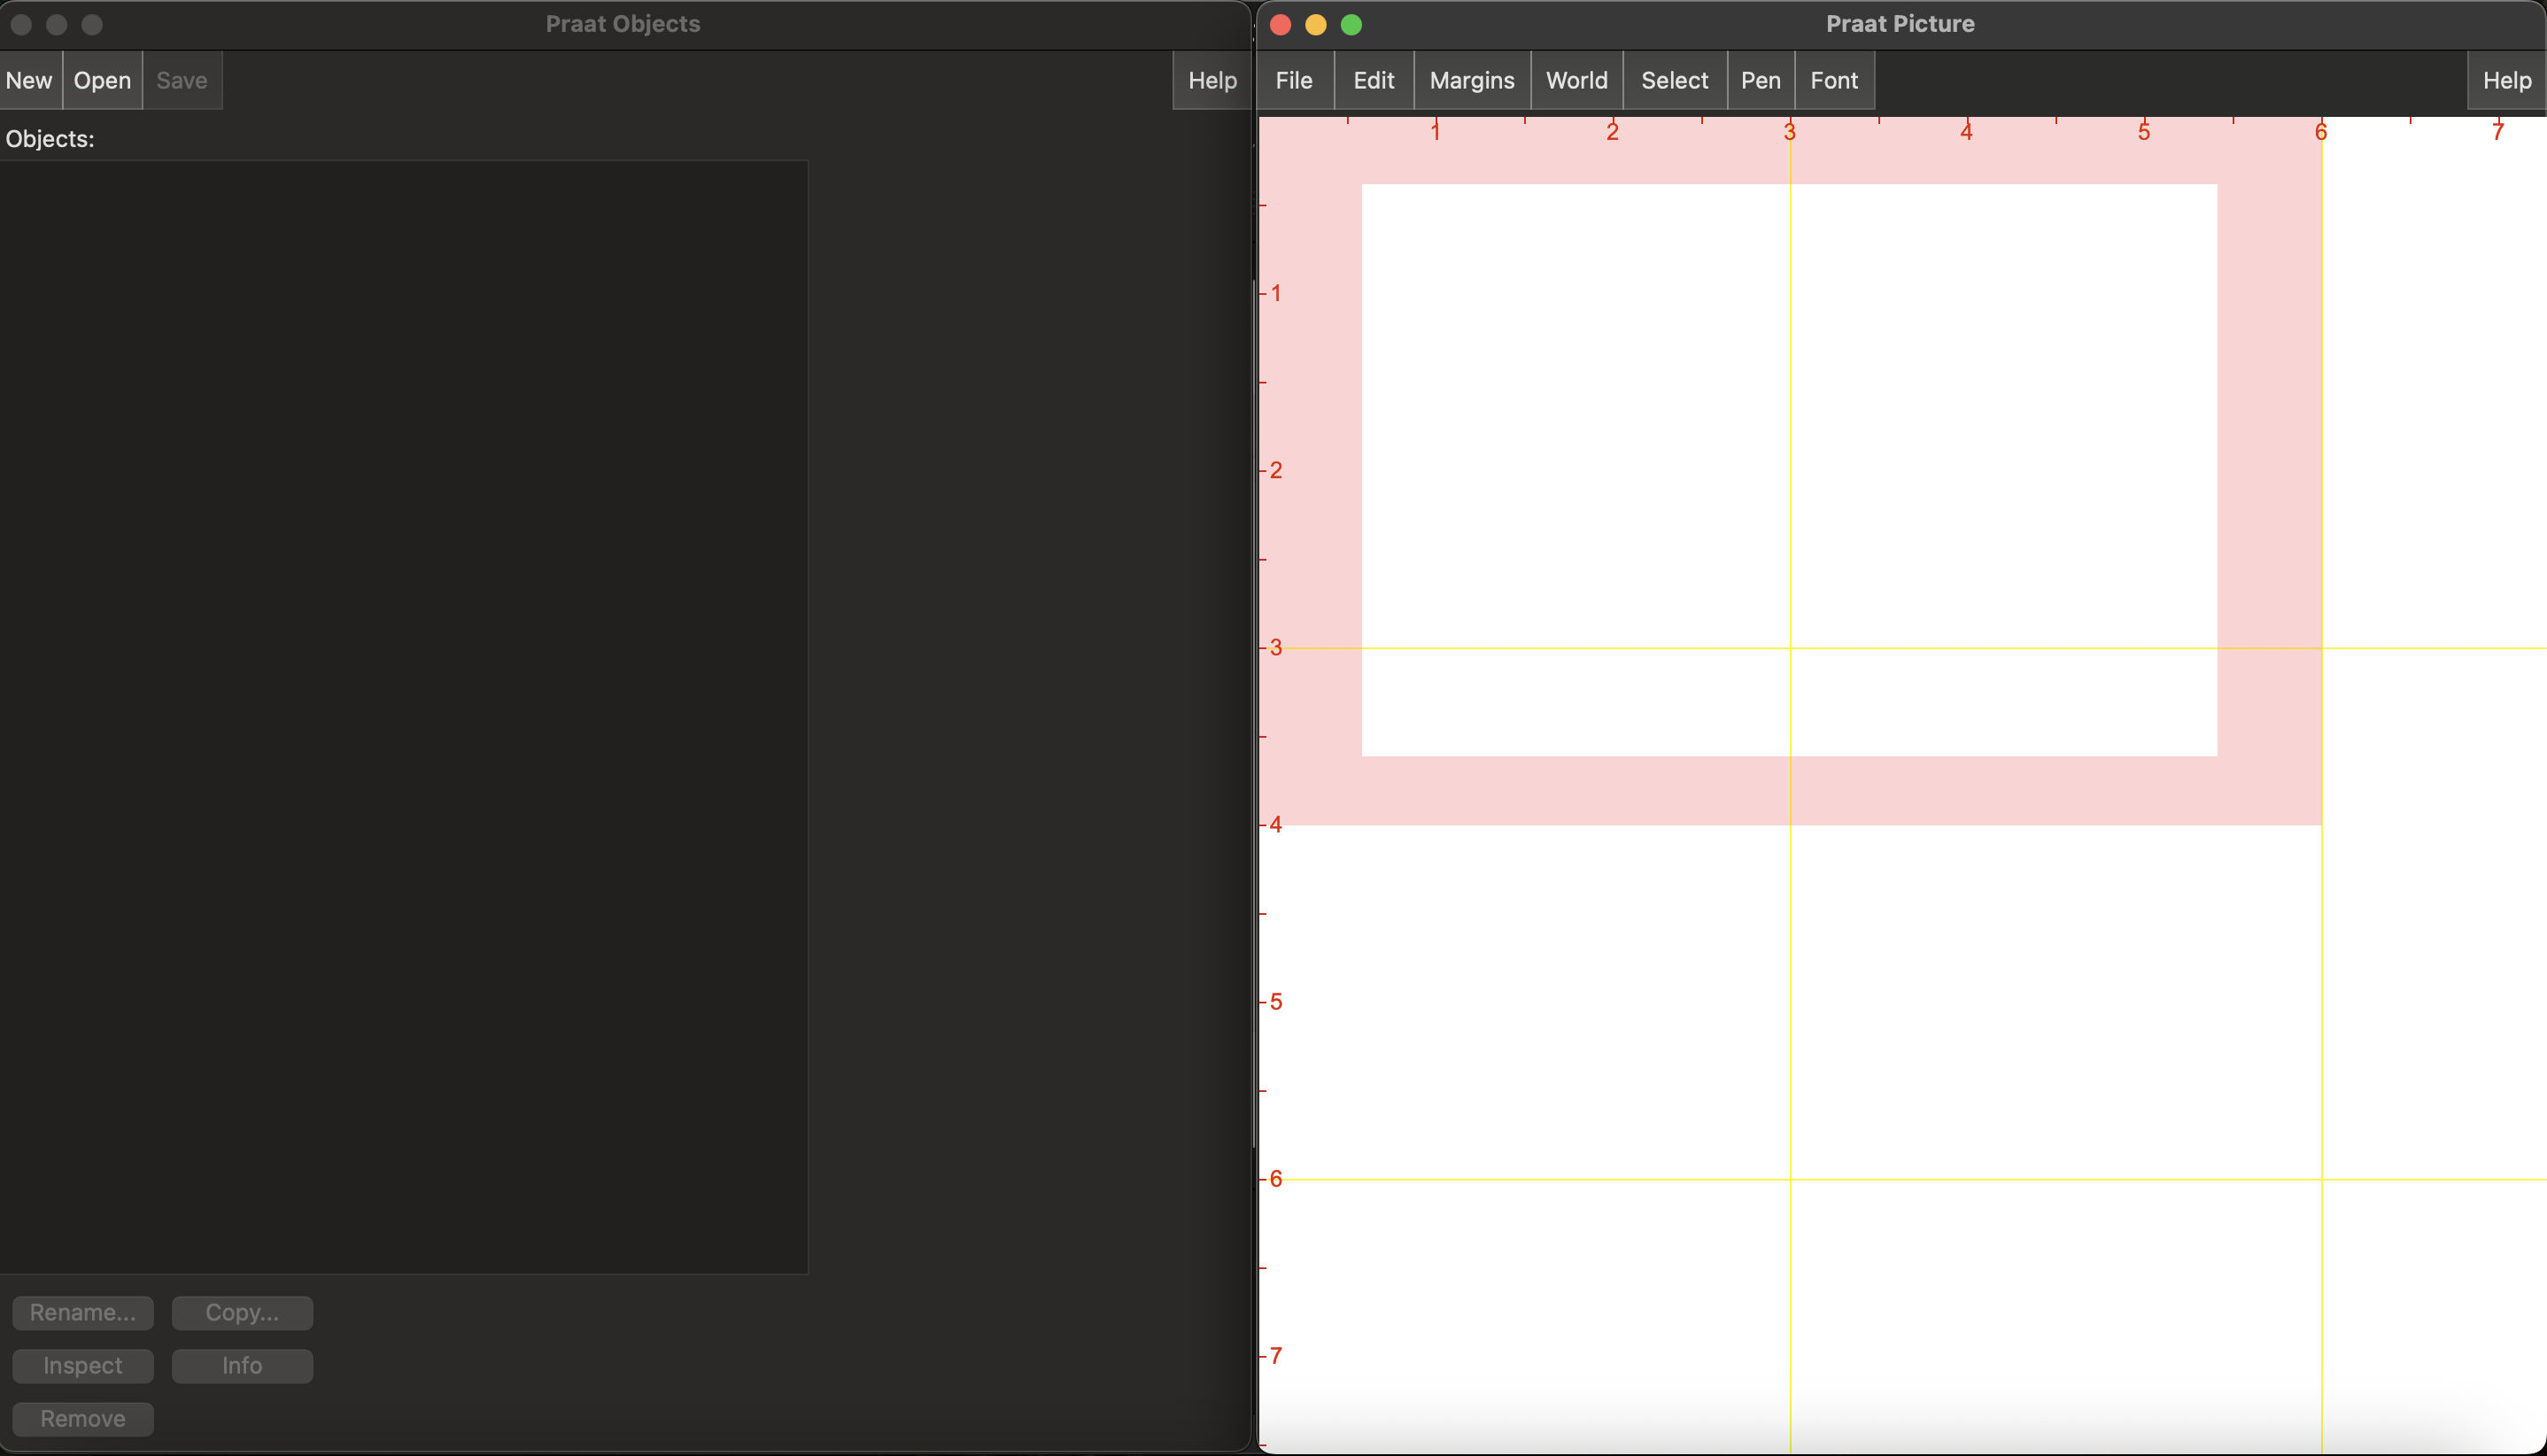 Praat Objects
New Open Save Help
Objects:
Rename... Copy...
Inspect Info
Remove
Praat Picture
File Edit Margins World Select Pen Font Help
1 2 3 4 5 6 7
1
2
3
4
5
6
7